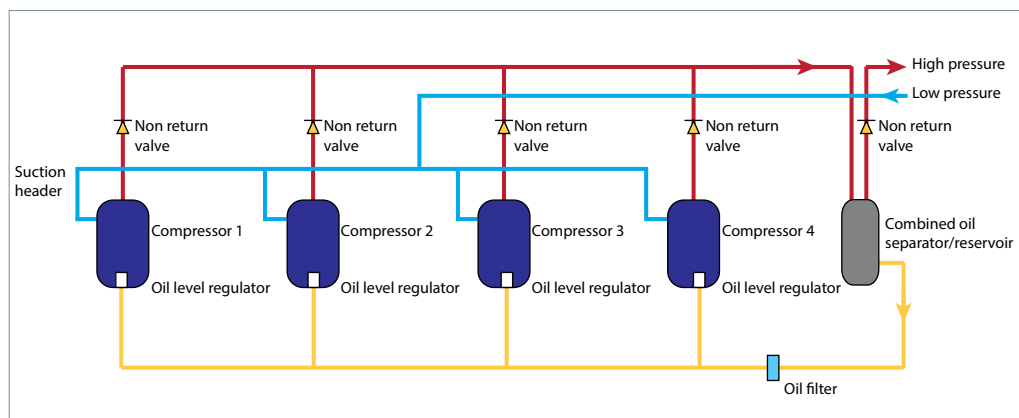 High pressure
Low pressure
Non return
valve
Non return
valve
Non return
valve
Non return
valve
Non return
valve
Suction
header
Compressor 1
Compressor 2
Compressor 3
Compressor 4
Combined oil
separator/reservoir
Oil level regulator
Oil level regulator
Oil level regulator
Oil level regulator
Oil filter